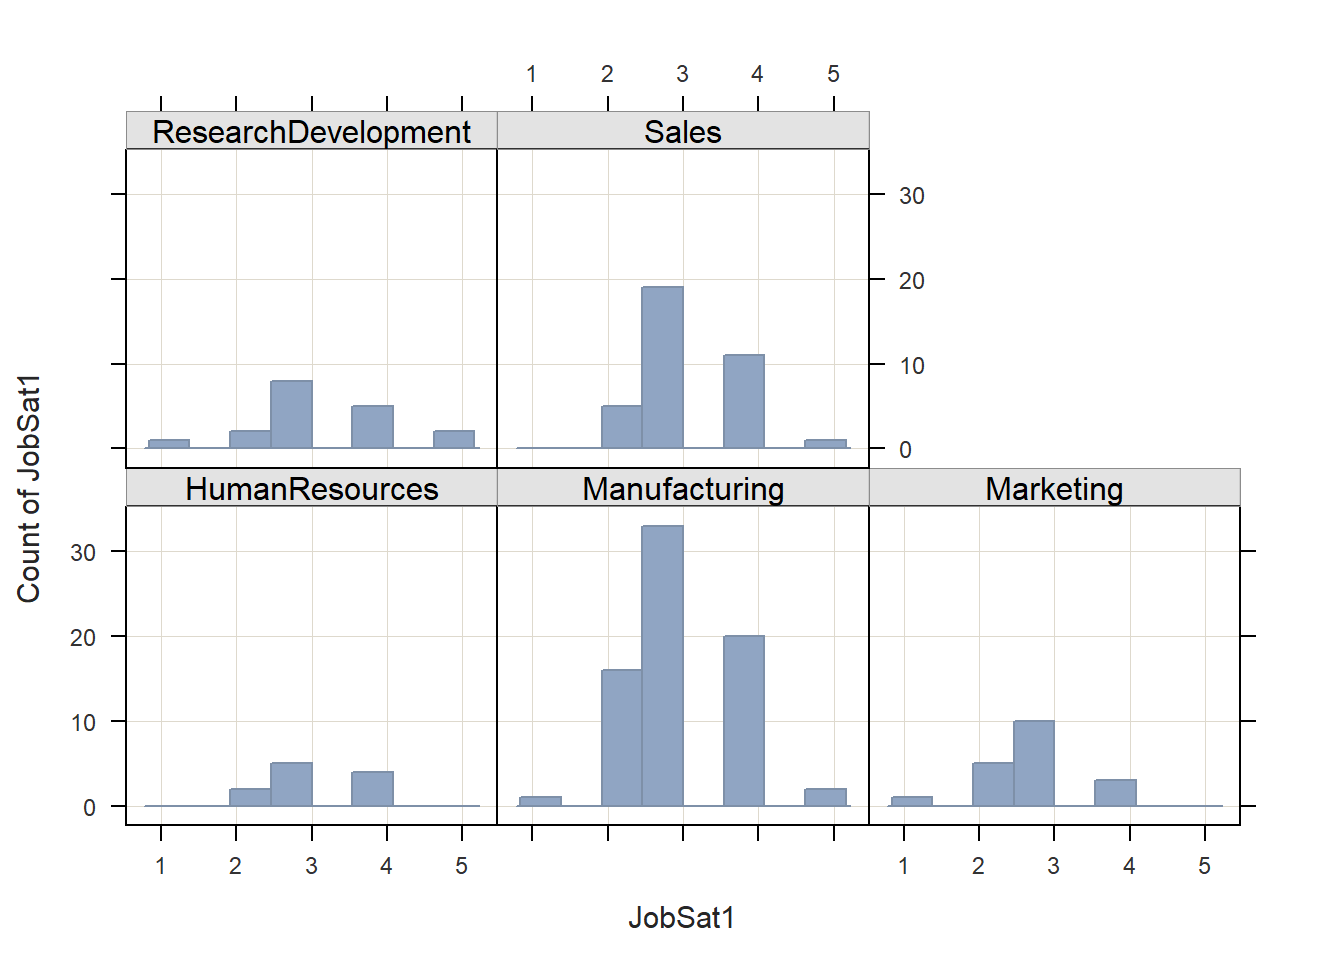 1 2 3 4 5
ResearchDevelopment Sales
30
20
10
0
Count of JobSat1
HumanResources Manufacturing Marketing
30
20
10
0
1 2 3 4 5 1 2 3 4 5
JobSat1